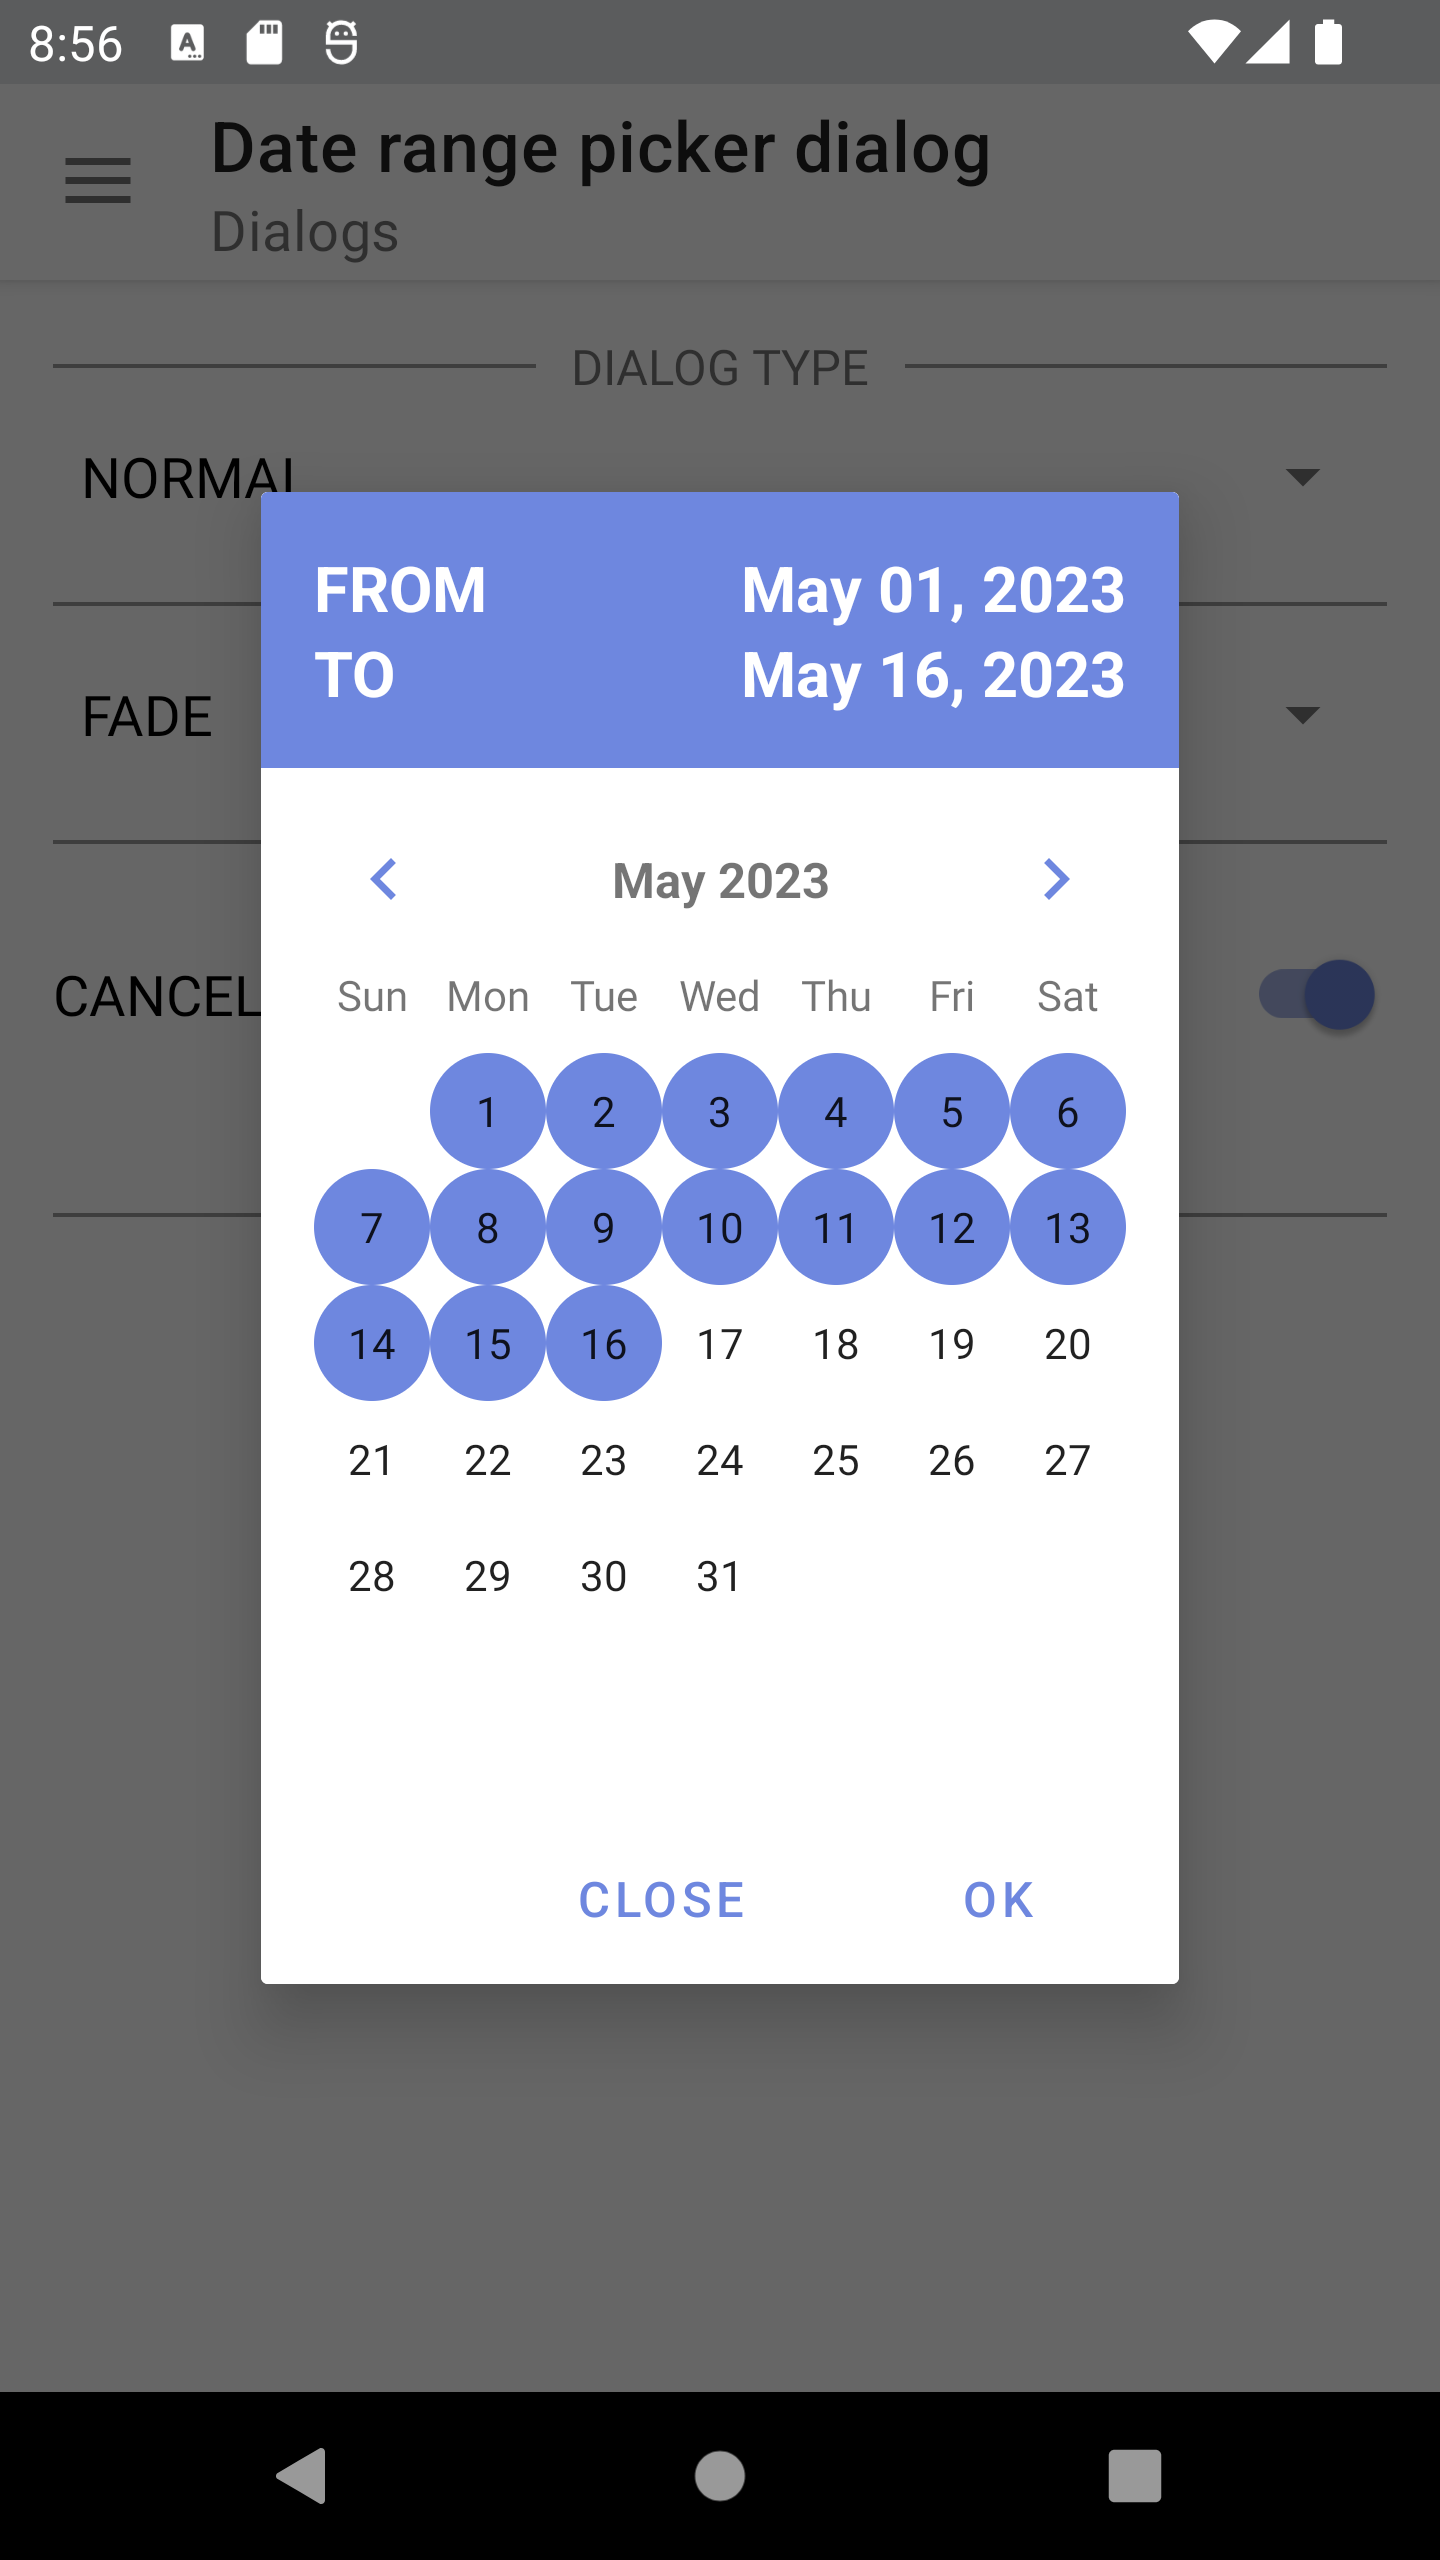 8:56
Date range picker dialog
Dialogs
DIALOG TYPE
NORMAL
FADE
CANCEL
FROM May 01, 2023
TO May 16, 2023
May 2023
Sun Mon Tue Wed Thu Fri Sat
1 2 3 4 5 6
7 8 9 10 11 12 13
14 15 16 17 18 19 20
21 22 23 24 25 26 27
28 29 30 31
CLOSE OK